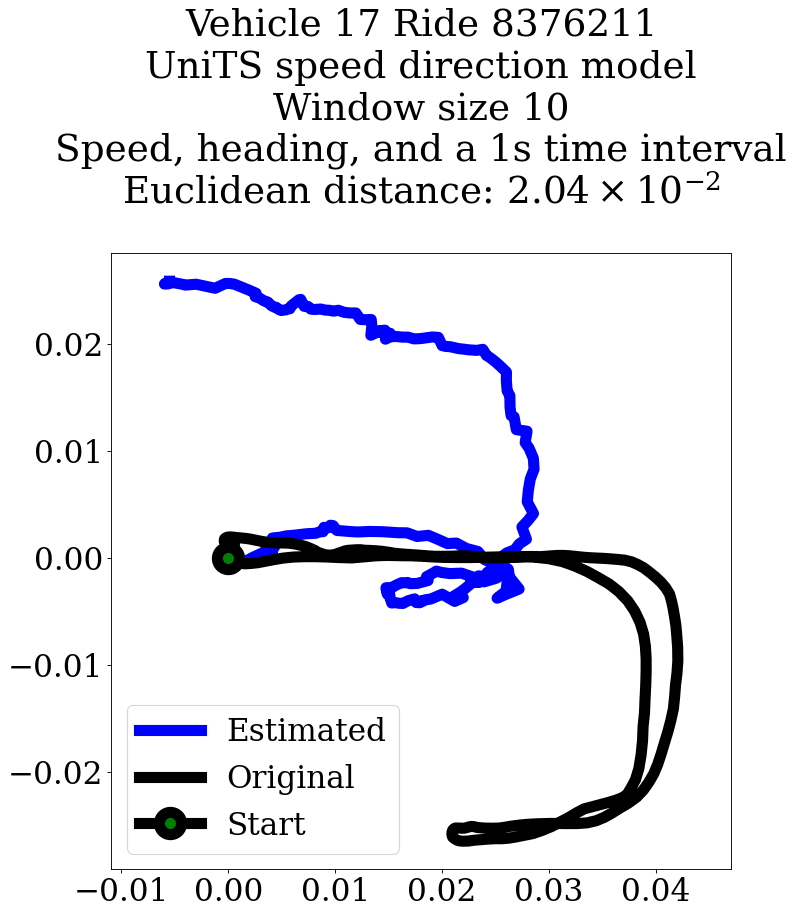 Vehicle 17 Ride 8376211
UniTS speed direction model
Window size 10
Speed, heading, and a 1s time interval
Euclidean distance: 2.04 × 10⁻²
0.02
0.01
0.00
−0.01
−0.02
Estimated
Original
Start
−0.01 0.00 0.01 0.02 0.03 0.04